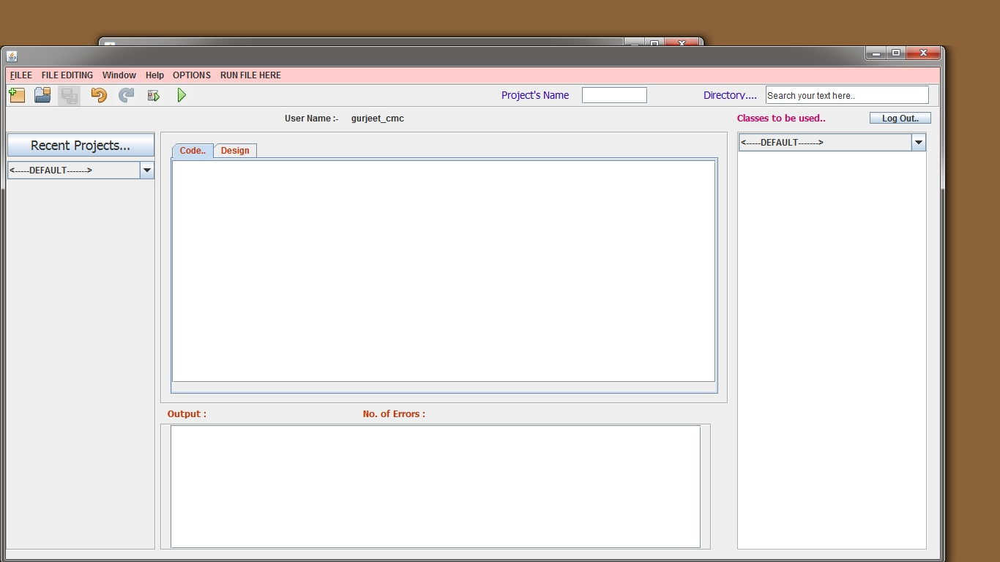 FILEE FILE EDITING Window Help OPTIONS RUN FILE HERE
Project's Name Directory.... Search your text here..
User Name :- gurjeet_cmc Classes to be used.. Log Out..
Recent Projects... <-----DEFAULT------->
<-----DEFAULT------->
Code.. Design
Output : No. of Errors :